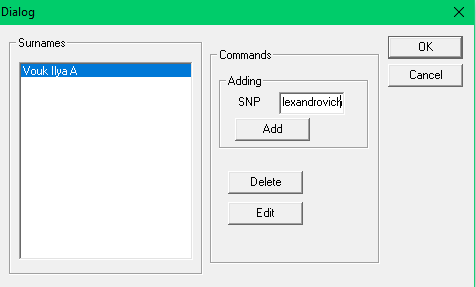 Dialog
Surnames
Vouk Ilya A
Commands
Adding
SNP
lexandrovich
Add
Delete
Edit
OK
Cancel